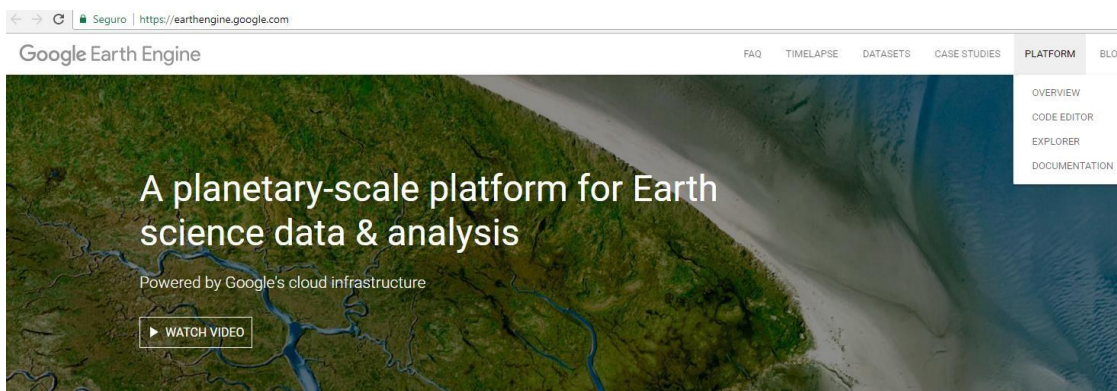 Seguro | https://earthengine.google.com
Google Earth Engine
FAQ TIMELAPSE DATASETS CASE STUDIES PLATFORM BLO
OVERVIEW
CODE EDITOR
EXPLORER
DOCUMENTATION
A planetary-scale platform for Earth
science data & analysis
Powered by Google's cloud infrastructure
WATCH VIDEO